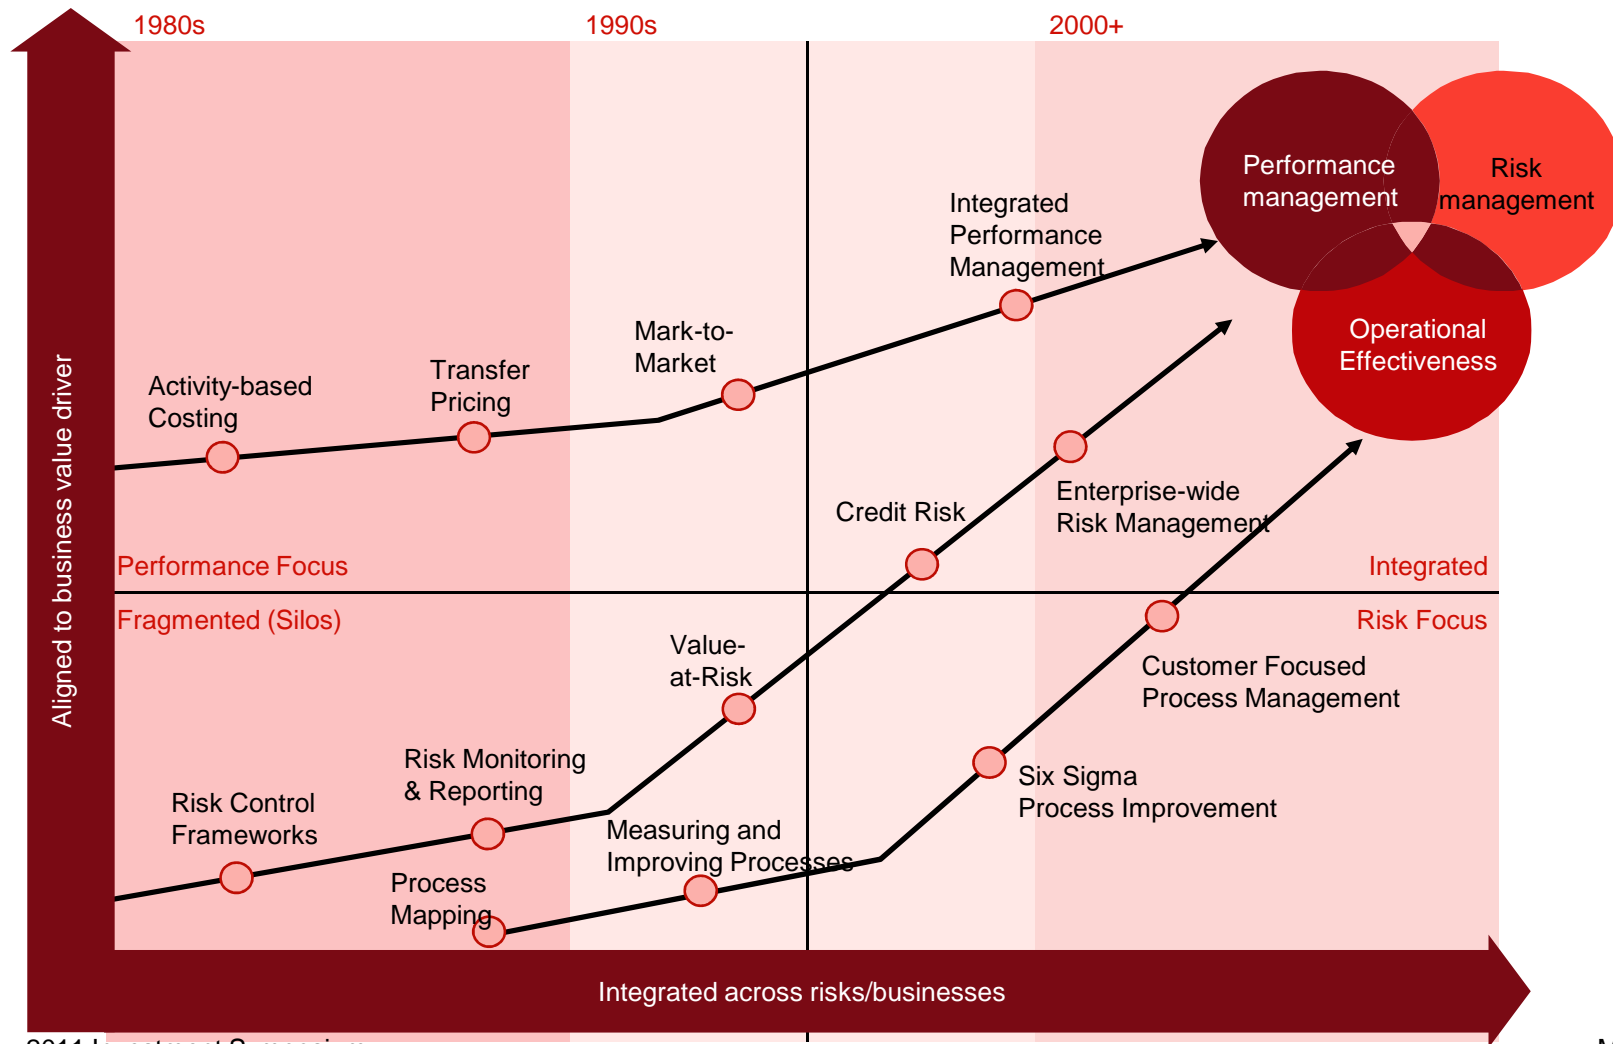 1980s
1990s
2000+
Performance
management
Risk
management
Operational
Effectiveness
Integrated
Performance
Management
Mark-to-
Market
Transfer
Pricing
Activity-based
Costing
Aligned to business value driver
Credit Risk
Enterprise-wide
Risk Management
Performance Focus
Integrated
Fragmented (Silos)
Risk Focus
Value-
at-Risk
Customer Focused
Process Management
Risk Monitoring
& Reporting
Risk Control
Frameworks
Six Sigma
Process Improvement
Measuring and
Improving Processes
Process
Mapping
Integrated across risks/businesses
2011 Investment Symposium